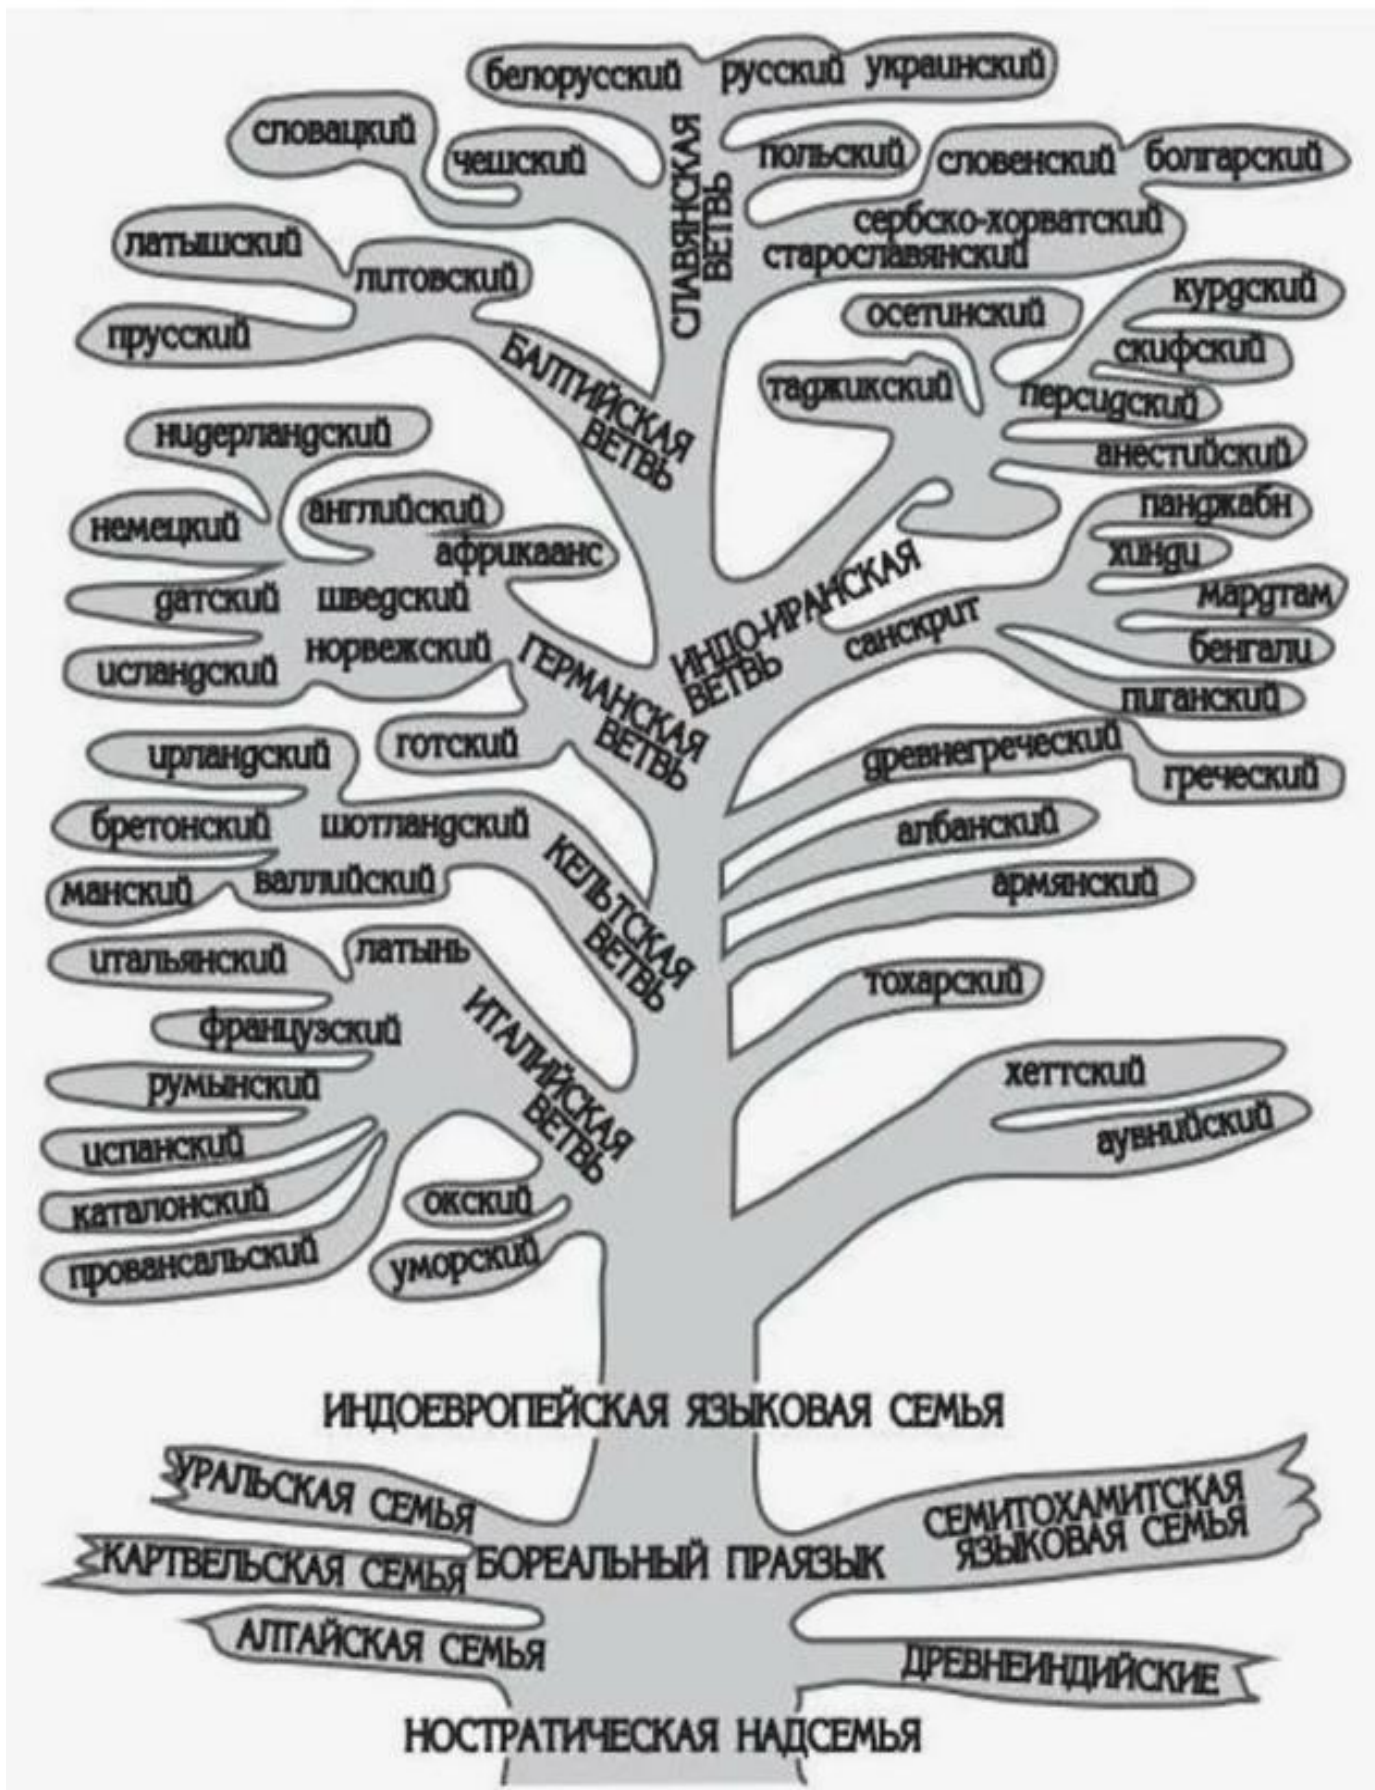 белорусский русский украинский
словацкий
чешский
польский
словенский болгарский
СЛАВЯНСКАЯ
ВЕТВЬ
сербско-хорватский
старославянский
латышский
литовский
прусский
БАЛТИЙСКАЯ
ВЕТВЬ
курдский
осетинский
скифский
таджикский
персидский
анестийский
нидерландский
немецкий
английский
африкаанс
датский шведский
исландский норвежский
готский
ГЕРМАНСКАЯ
ВЕТВЬ
ИНДО-ИРАНСКАЯ
ВЕТВЬ
санскрит
панджабн
хинди
мардтам
бенгали
пиганский
древнегреческий
греческий
албанский
армянский
тохарский
хеттский
аувнийский
ирландский
бретонский шотландский
манский валлийский
КЕЛЬТСКАЯ
ВЕТВЬ
итальянский латынь
французский
румынский
испанский
каталонский
провансальский
ИТАЛИЙСКАЯ
ВЕТВЬ
окский
уморский
ИНДОЕВРОПЕЙСКАЯ ЯЗЫКОВАЯ СЕМЬЯ
УРАЛЬСКАЯ СЕМЬЯ
СЕМИТОХАМИТСКАЯ
ЯЗЫКОВАЯ СЕМЬЯ
КАРТВЕЛЬСКАЯ СЕМЬЯ
БОРЕАЛЬНЫЙ ПРАЯЗЫК
АЛТАЙСКАЯ СЕМЬЯ
ДРЕВНЕИНДИЙСКИЕ
НОСТРАТИЧЕСКАЯ НАДСЕМЬЯ